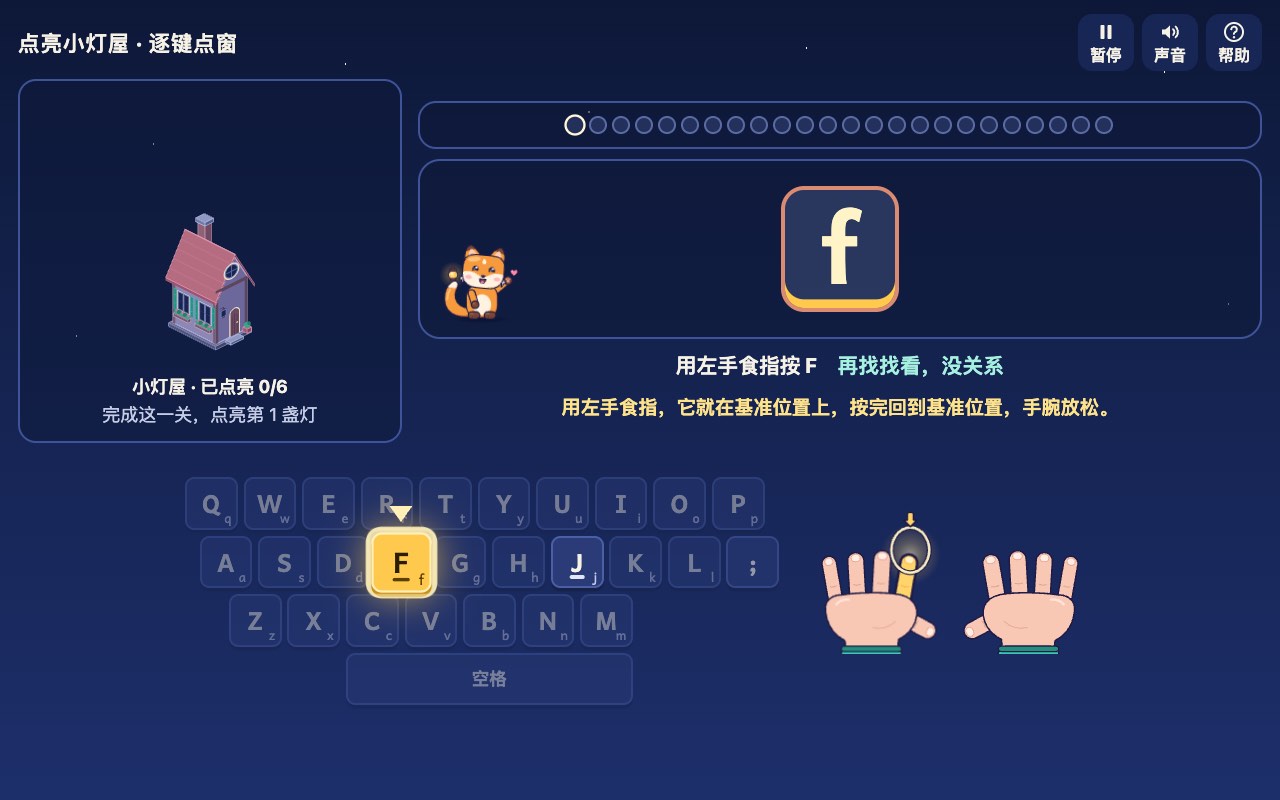 点亮小灯屋 · 逐键点窗
暂停
声音
帮助
f
小灯屋 · 已点亮 0/6
完成这一关，点亮第 1 盏灯
用左手食指按 F 再找找看，没关系
用左手食指，它就在基准位置上，按完回到基准位置，手腕放松。
Q q W w E e R T t Y y U u I i O o P p
A a S s D d F f G g H h J j K k L l ;
Z z X x C c V v B b N n M m
空格